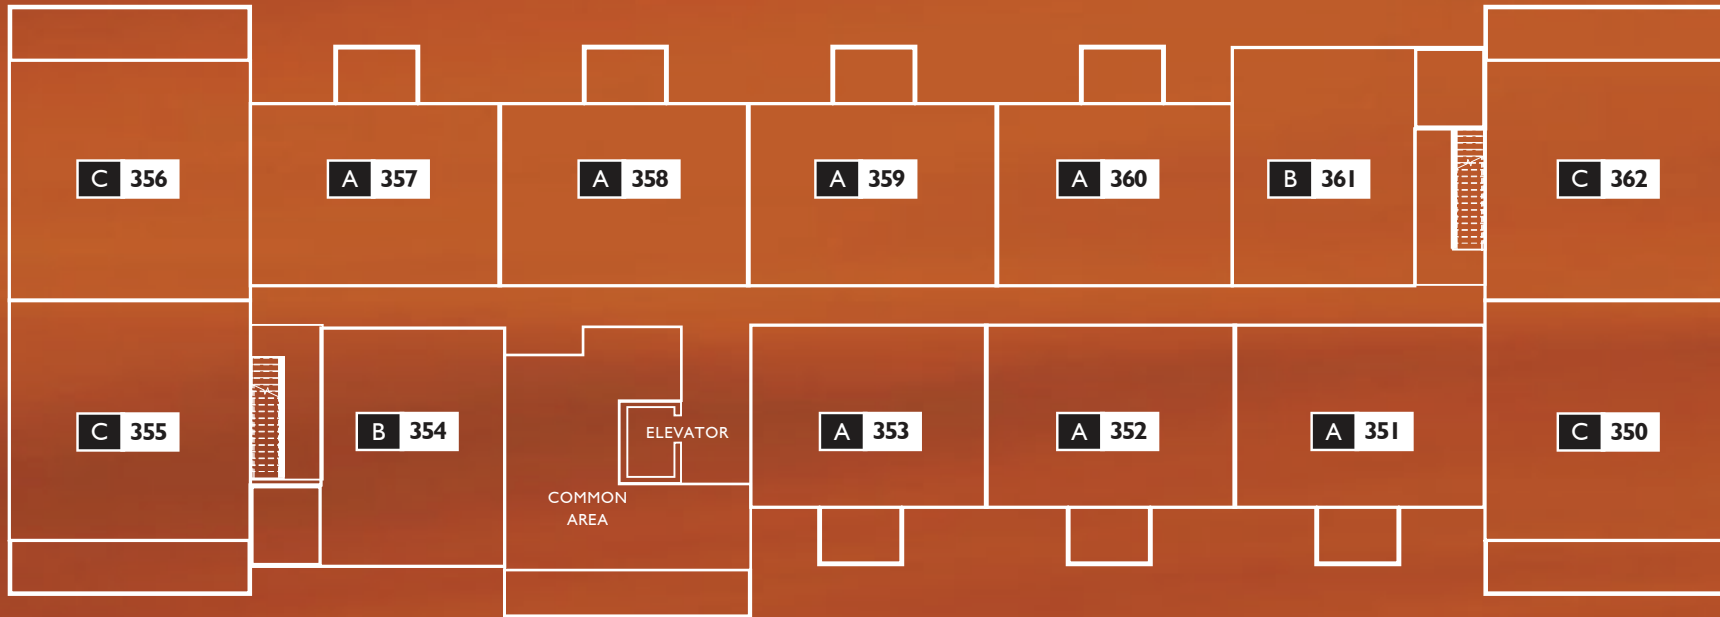 C 356
A 357
A 358
A 359
A 360
B 361
C 362
C 355
B 354
ELEVATOR
COMMON
AREA
A 353
A 352
A 351
C 350